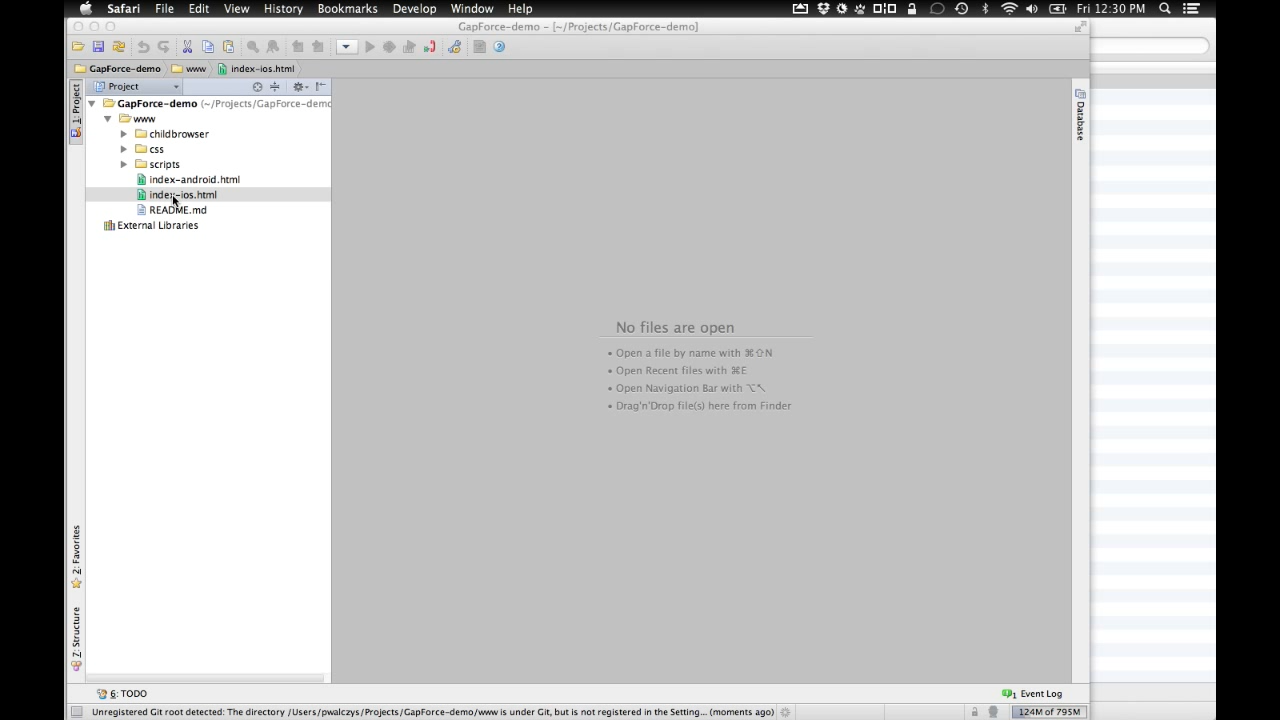 Safari File Edit View History Bookmarks Develop Window Help Fri 12:30 PM
GapForce-demo – [~/Projects/GapForce-demo]
GapForce-demo www index-ios.html
1: Project
Project
GapForce-demo (~/Projects/GapForce-demo
www
childbrowser
css
scripts
index-android.html
index-ios.html
README.md
External Libraries
Database
No files are open
• Open a file by name with ⌘⇧N
• Open Recent files with ⌘E
• Open Navigation Bar with ⌥↖
• Drag'n'Drop file(s) here from Finder
2: Favorites
7: Structure
6: TODO
1 Event Log
Unregistered Git root detected: The directory /Users/pwalczys/Projects/GapForce-demo/www is under Git, but is not registered in the Setting... (moments ago)
124M of 795M